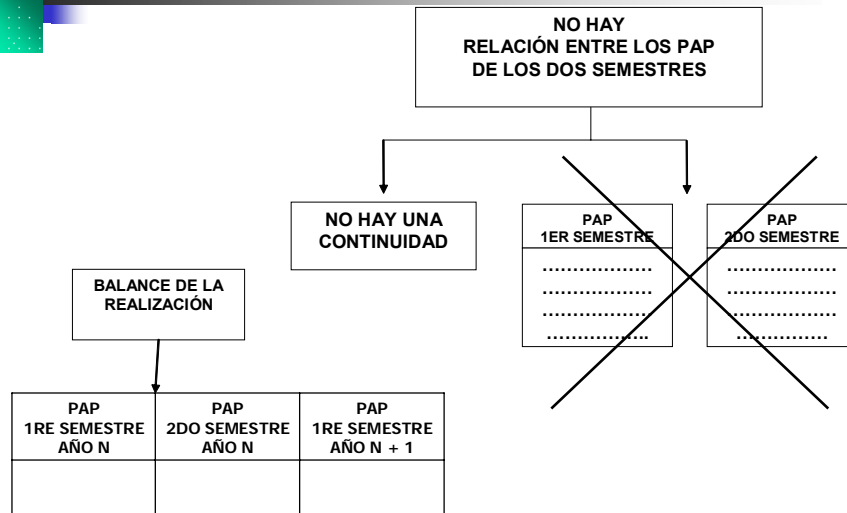 NO HAY
RELACIÓN ENTRE LOS PAP
DE LOS DOS SEMESTRES
NO HAY UNA
CONTINUIDAD
PAP
1ER SEMESTRE
………………
………………
………………
……………..
PAP
2DO SEMESTRE
………………
………………
………………
……………
BALANCE DE LA
REALIZACIÓN
PAP
1RE SEMESTRE
AÑO N
PAP
2DO SEMESTRE
AÑO N
PAP
1RE SEMESTRE
AÑO N + 1